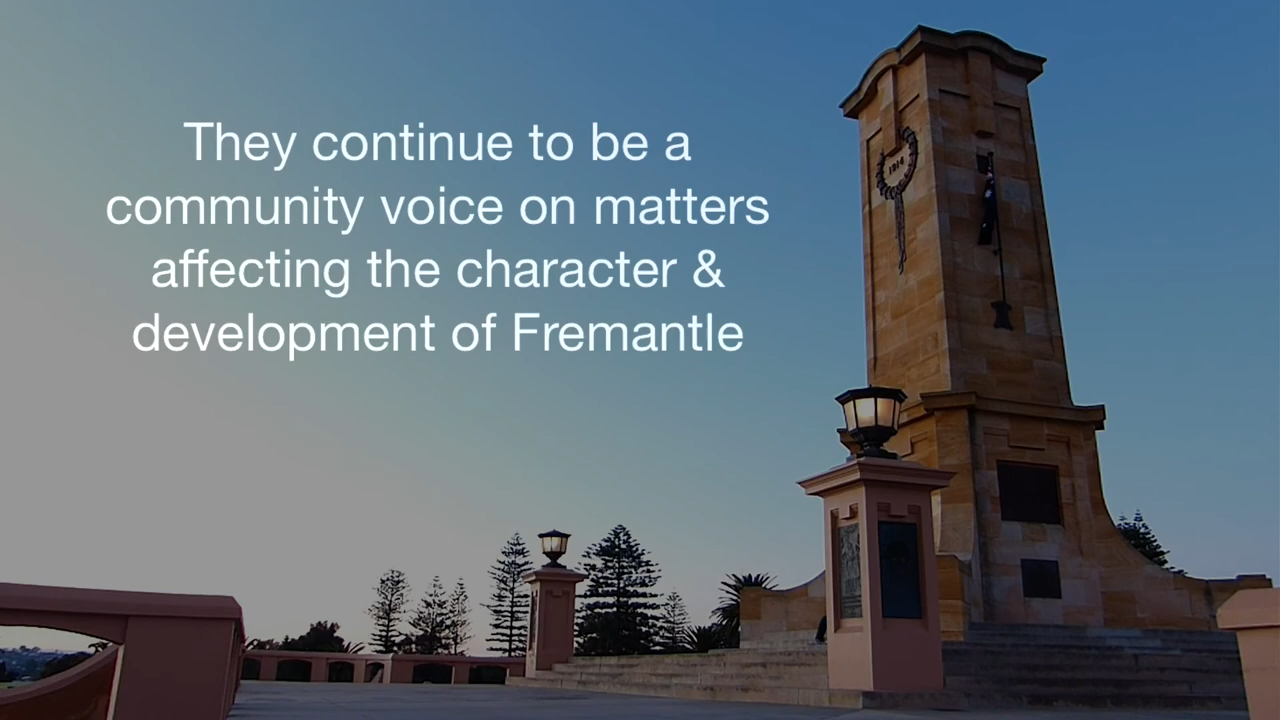 They continue to be a
community voice on matters
affecting the character &
development of Fremantle
1914